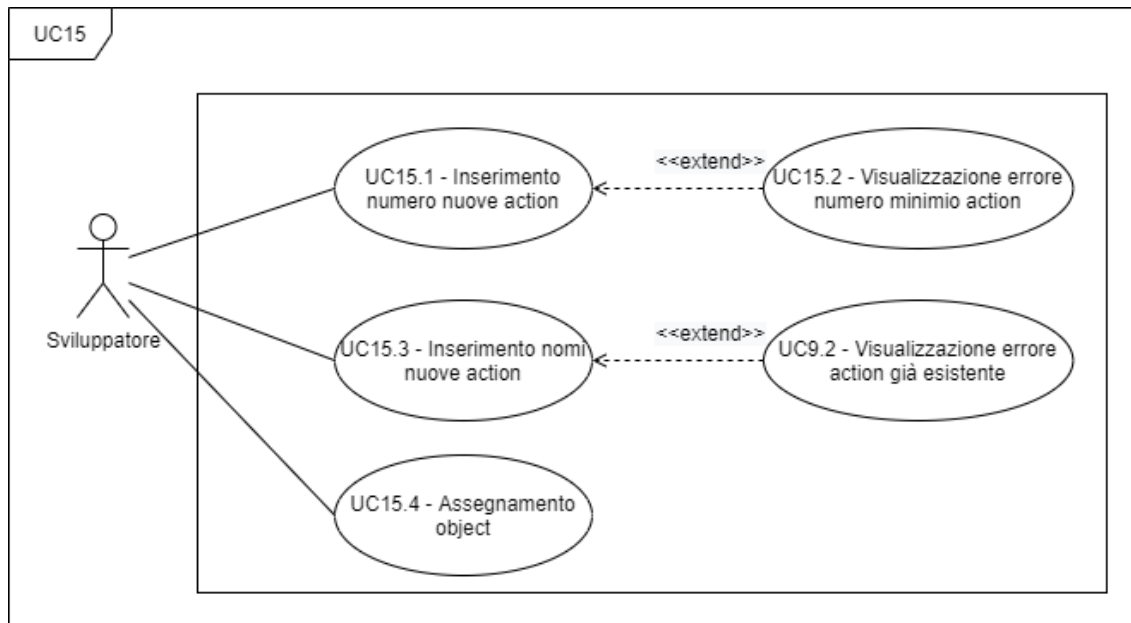 UC15
<<extend>>
UC15.1 - Inserimento
numero nuove action
UC15.2 - Visualizzazione errore
numero minimio action
Sviluppatore
<<extend>>
UC15.3 - Inserimento nomi
nuove action
UC9.2 - Visualizzazione errore
action già esistente
UC15.4 - Assegnamento
object